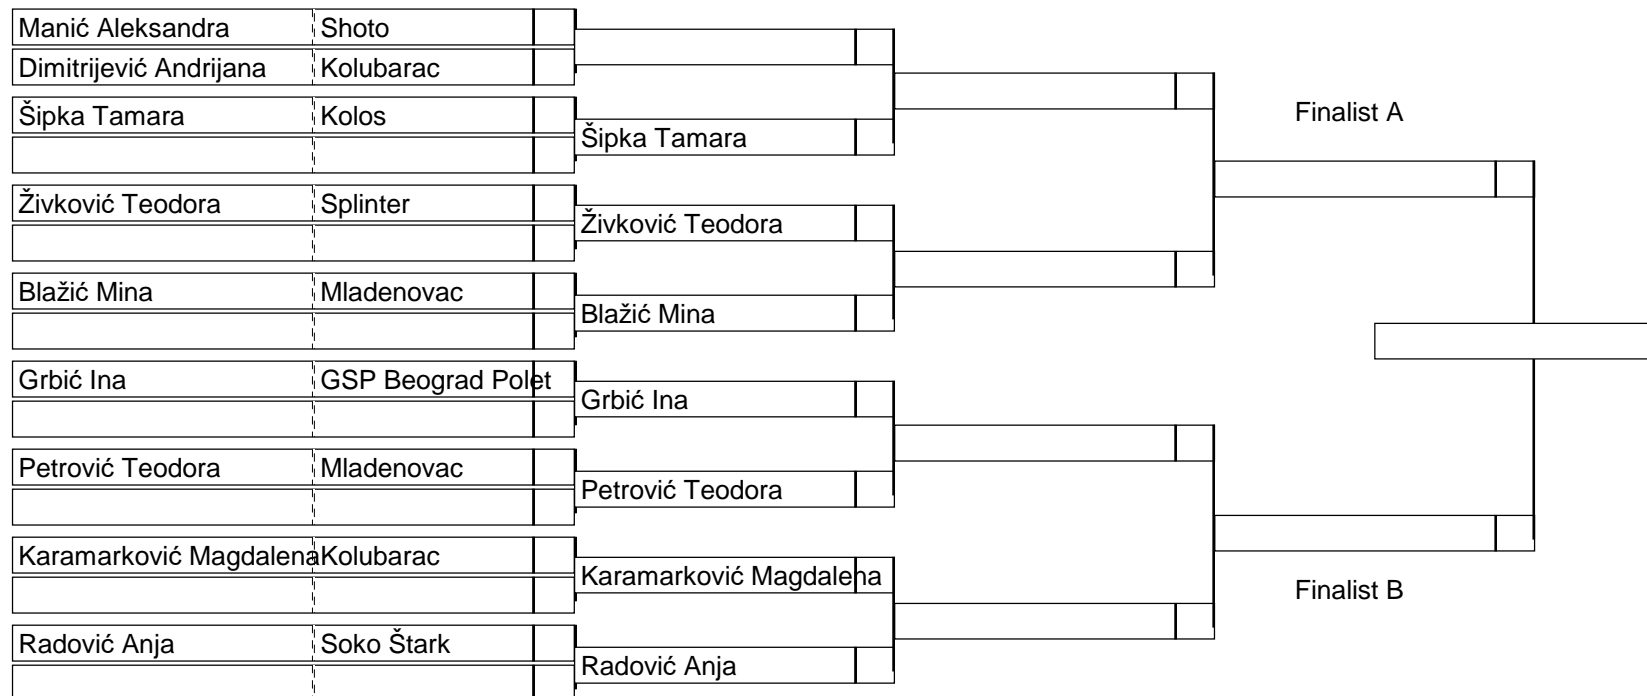 Manić Aleksandra Shoto
Dimitrijević Andrijana Kolubarac
Šipka Tamara Kolos
Živković Teodora Splinter
Blažić Mina Mladenovac
Grbić Ina GSP Beograd Polet
Petrović Teodora Mladenovac
Karamarković Magdalena Kolubarac
Radović Anja Soko Štark
Šipka Tamara
Živković Teodora
Blažić Mina
Grbić Ina
Petrović Teodora
Karamarković Magdalena
Radović Anja
Finalist A
Finalist B